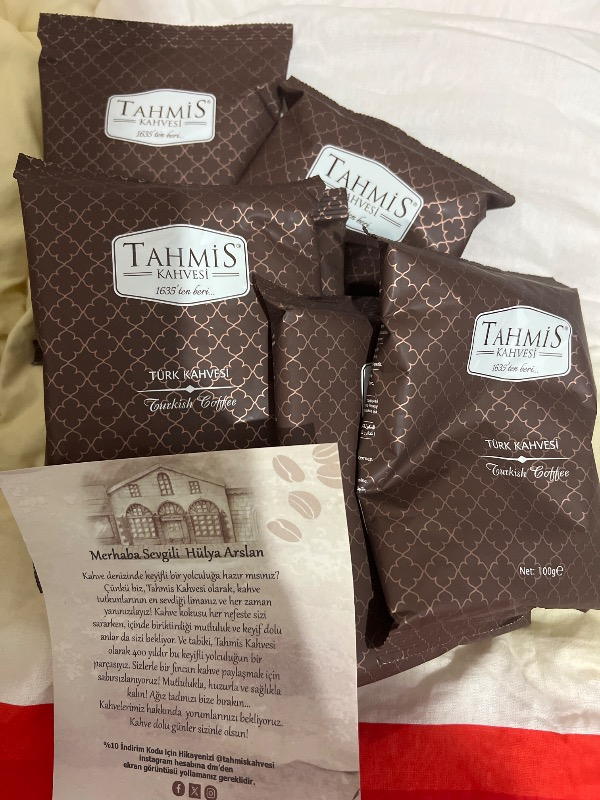 TAHMİS®
KAHVESİ
1635'ten beri...
TAHMİS
KAHVESİ
TAHMİS®
KAHVESİ
1635'ten beri...
TÜRK KAHVESİ
Turkish Coffee
TAHMİS®
KAHVESİ
1635'ten beri...
TÜRK KAHVESİ
Turkish Coffee
Net: 100g℮
Merhaba Sevgili Hülya Arslan
Kahve denizinde keyifli bir yolculuğa hazır mısınız?
Çünkü biz, Tahmis Kahvesi olarak, kahve
tutkunlarının en sevdiği limanız ve her zaman
yanınızdayız! Kahve kokusu her nefeste sizi
sararken, içinde biriktirdiği mutluluk ve keyif dolu
anlar da sizi bekliyor. Ve tabiki, Tahmis Kahvesi
olarak 400 yıldır bu keyifli yolculuğun bir
parçasıyız. Sizlerle bir fincan kahve paylaşmak için
sabırsızlanıyoruz! Mutlulukla, huzurla ve sağlıkla
kalın! Ağız tadınızı bize bırakın...
Kahvelerimiz hakkında yorumlarınızı bekliyoruz.
Kahve dolu günler sizinle olsun!
%10 İndirim Kodu için Hikayenizi @tahmiskahvesi
instagram hesabına dm'den
ekran görüntüsü yollamanız gereklidir.